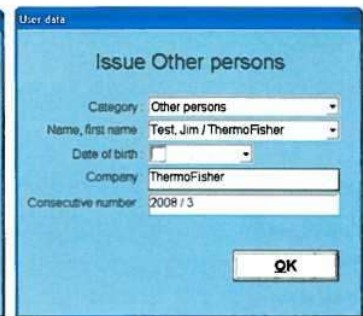 User data
Issue Other persons
Category : Other persons
Name, first name : Test, Jim / ThermoFisher
Date of birth :
Company : ThermoFisher
Consecutive number : 2008 / 3
OK